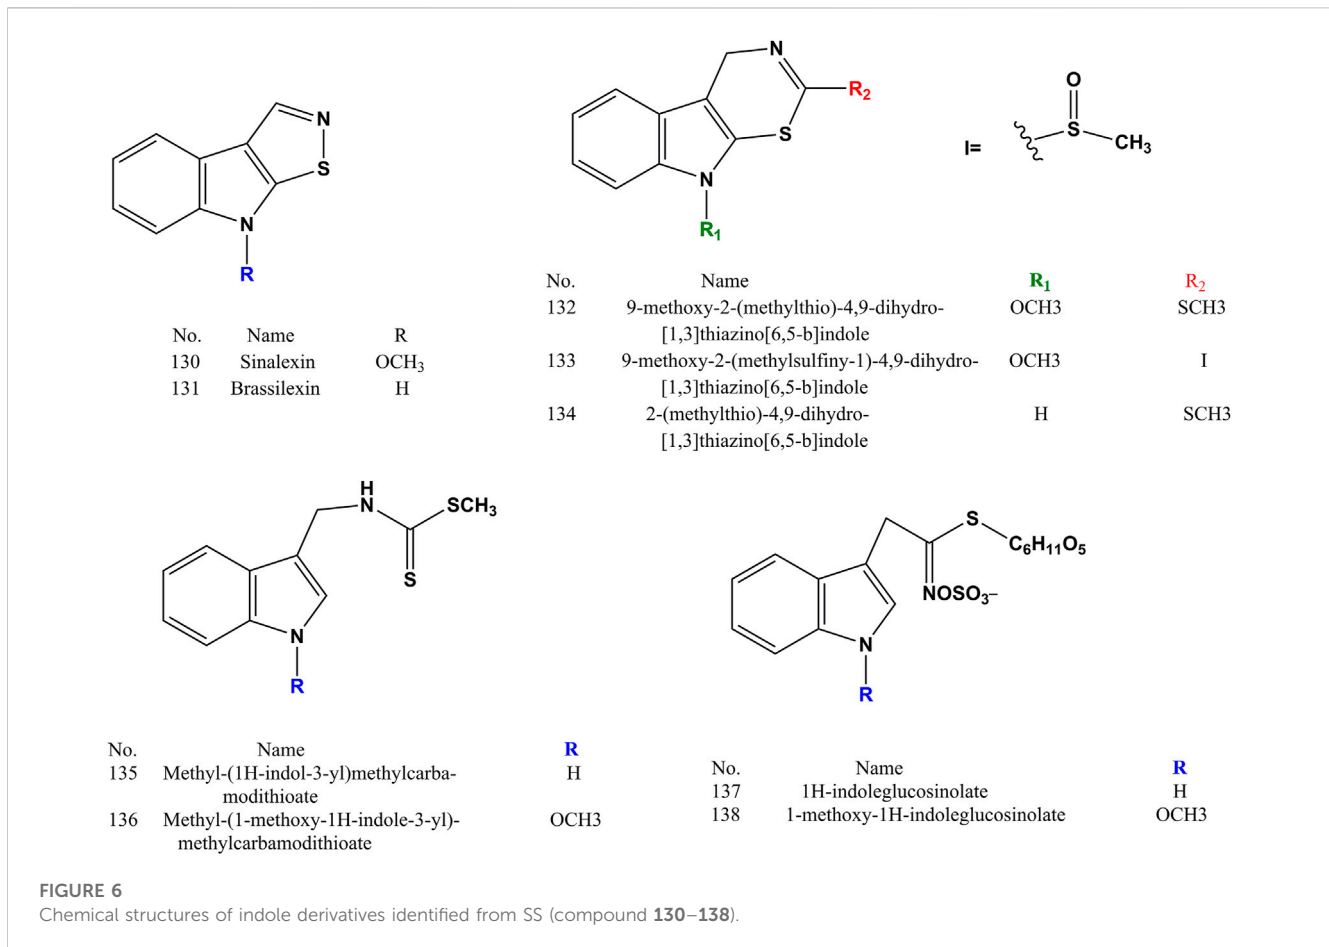 N
S
N
R
No. Name R
130 Sinalexin OCH3
131 Brassilexin H
N
R2
S
N
R1
I=
O
S
CH3
No. Name R1 R2
132 9-methoxy-2-(methylthio)-4,9-dihydro- OCH3 SCH3
[1,3]thiazino[6,5-b]indole
133 9-methoxy-2-(methylsulfiny-1)-4,9-dihydro- OCH3 I
[1,3]thiazino[6,5-b]indole
134 2-(methylthio)-4,9-dihydro- H SCH3
[1,3]thiazino[6,5-b]indole
H
N
SCH3
S
N
R
No. Name R
135 Methyl-(1H-indol-3-yl)methylcarba- H
modithioate
136 Methyl-(1-methoxy-1H-indole-3-yl)- OCH3
methylcarbamodithioate
S
C6H11O5
NOSO3–
N
R
No. Name R
137 1H-indoleglucosinolate H
138 1-methoxy-1H-indoleglucosinolate OCH3
FIGURE 6
Chemical structures of indole derivatives identified from SS (compound 130–138).